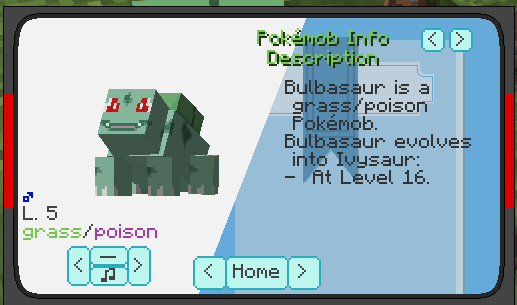 Pokémob Info
Description
< >
Bulbasaur is a
grass/poison
Pokémob.
Bulbasaur evolves
into Ivysaur:
- At Level 16.
♂
L. 5
grass/poison
< — ♫ >
< Home >